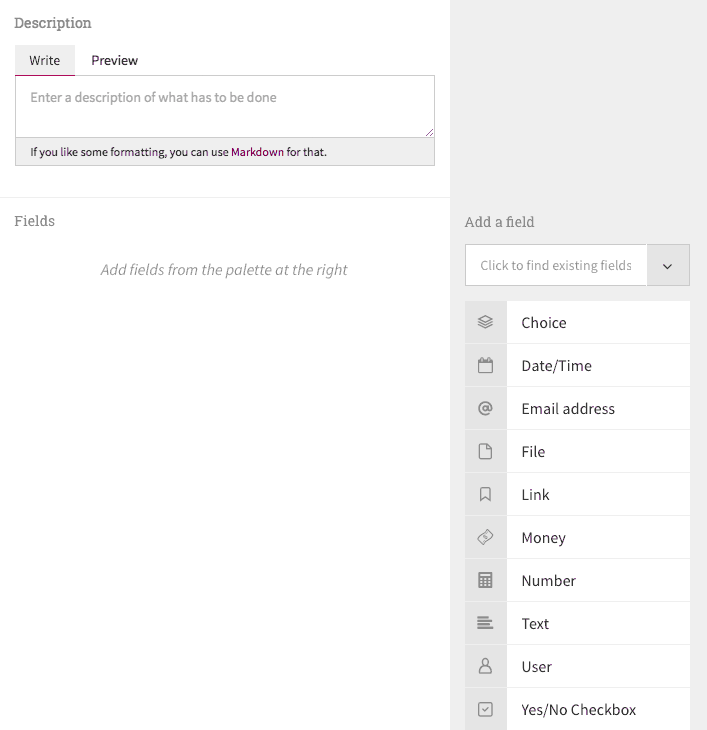 Description
Write Preview
Enter a description of what has to be done
If you like some formatting, you can use Markdown for that.
Fields
Add fields from the palette at the right
Add a field
Click to find existing fields
Choice
Date/Time
Email address
File
Link
Money
Number
Text
User
Yes/No Checkbox